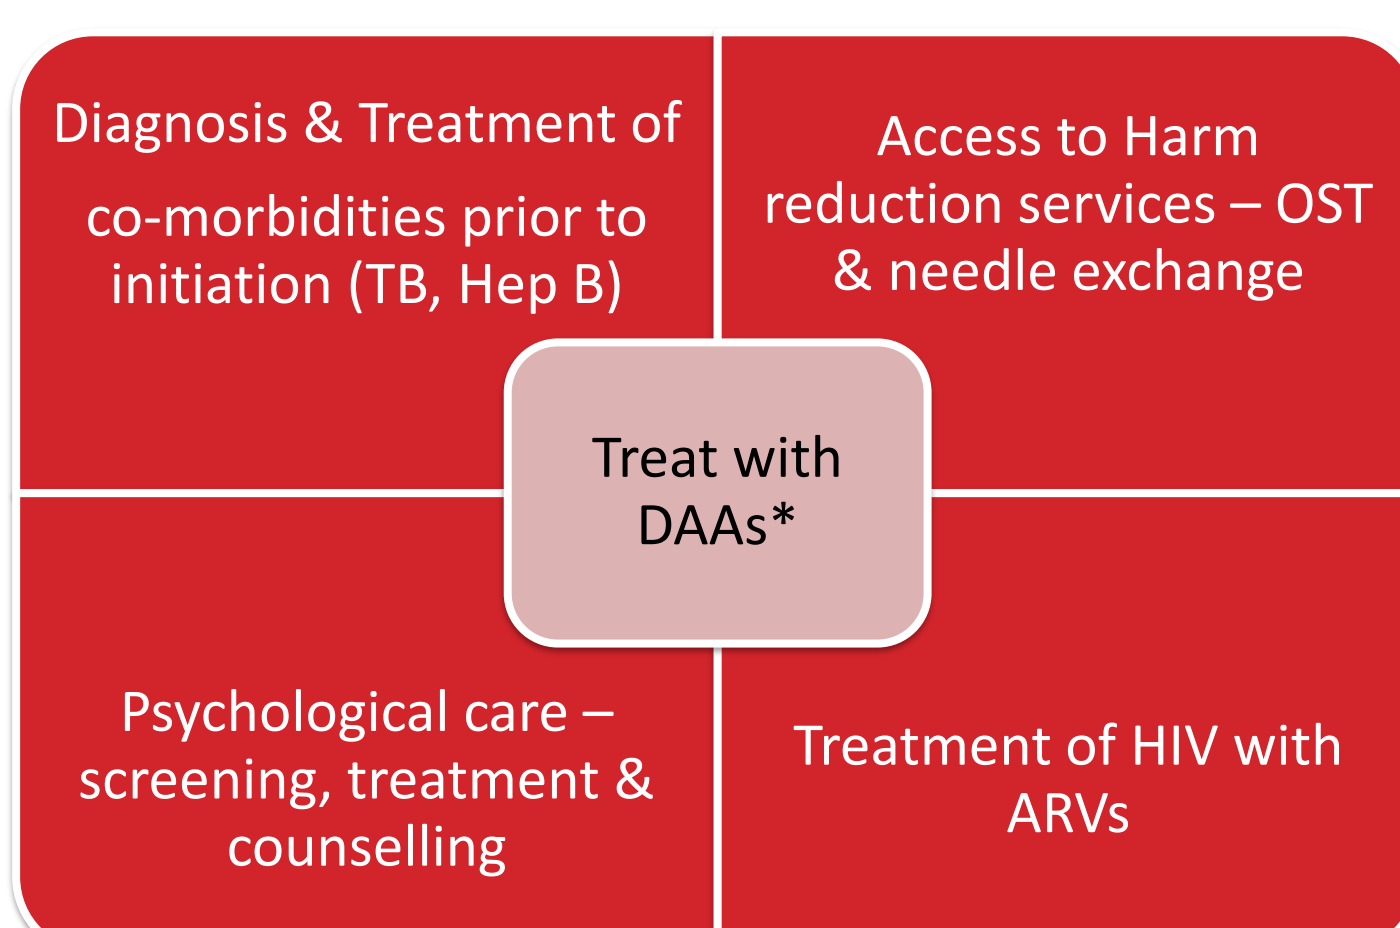 Diagnosis & Treatment of
co-morbidities prior to
initiation (TB, Hep B)
Access to Harm
reduction services – OST
& needle exchange
Treat with
DAAs*
Psychological care –
screening, treatment &
counselling
Treatment of HIV with
ARVs